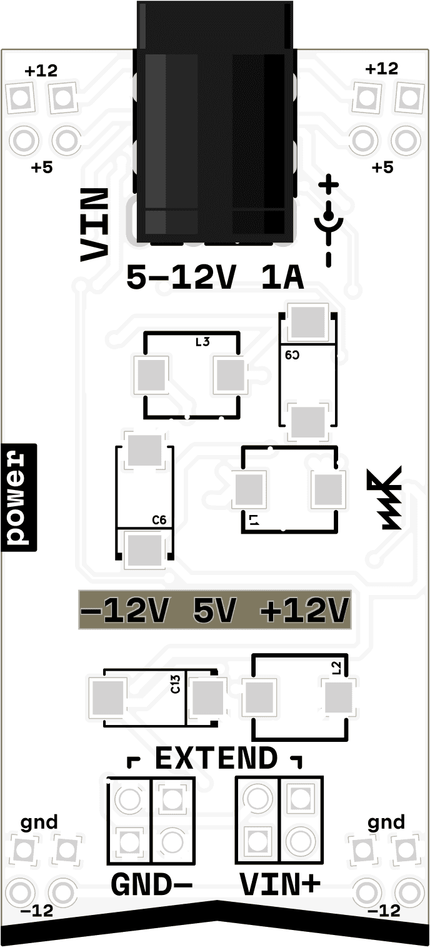 +12 +12
+5 +5
VIN
5-12V 1A
L3
C9
power
L1
C6
-12V 5V +12V
C13
L2
EXTEND
gnd gnd
GND- VIN+
-12 -12